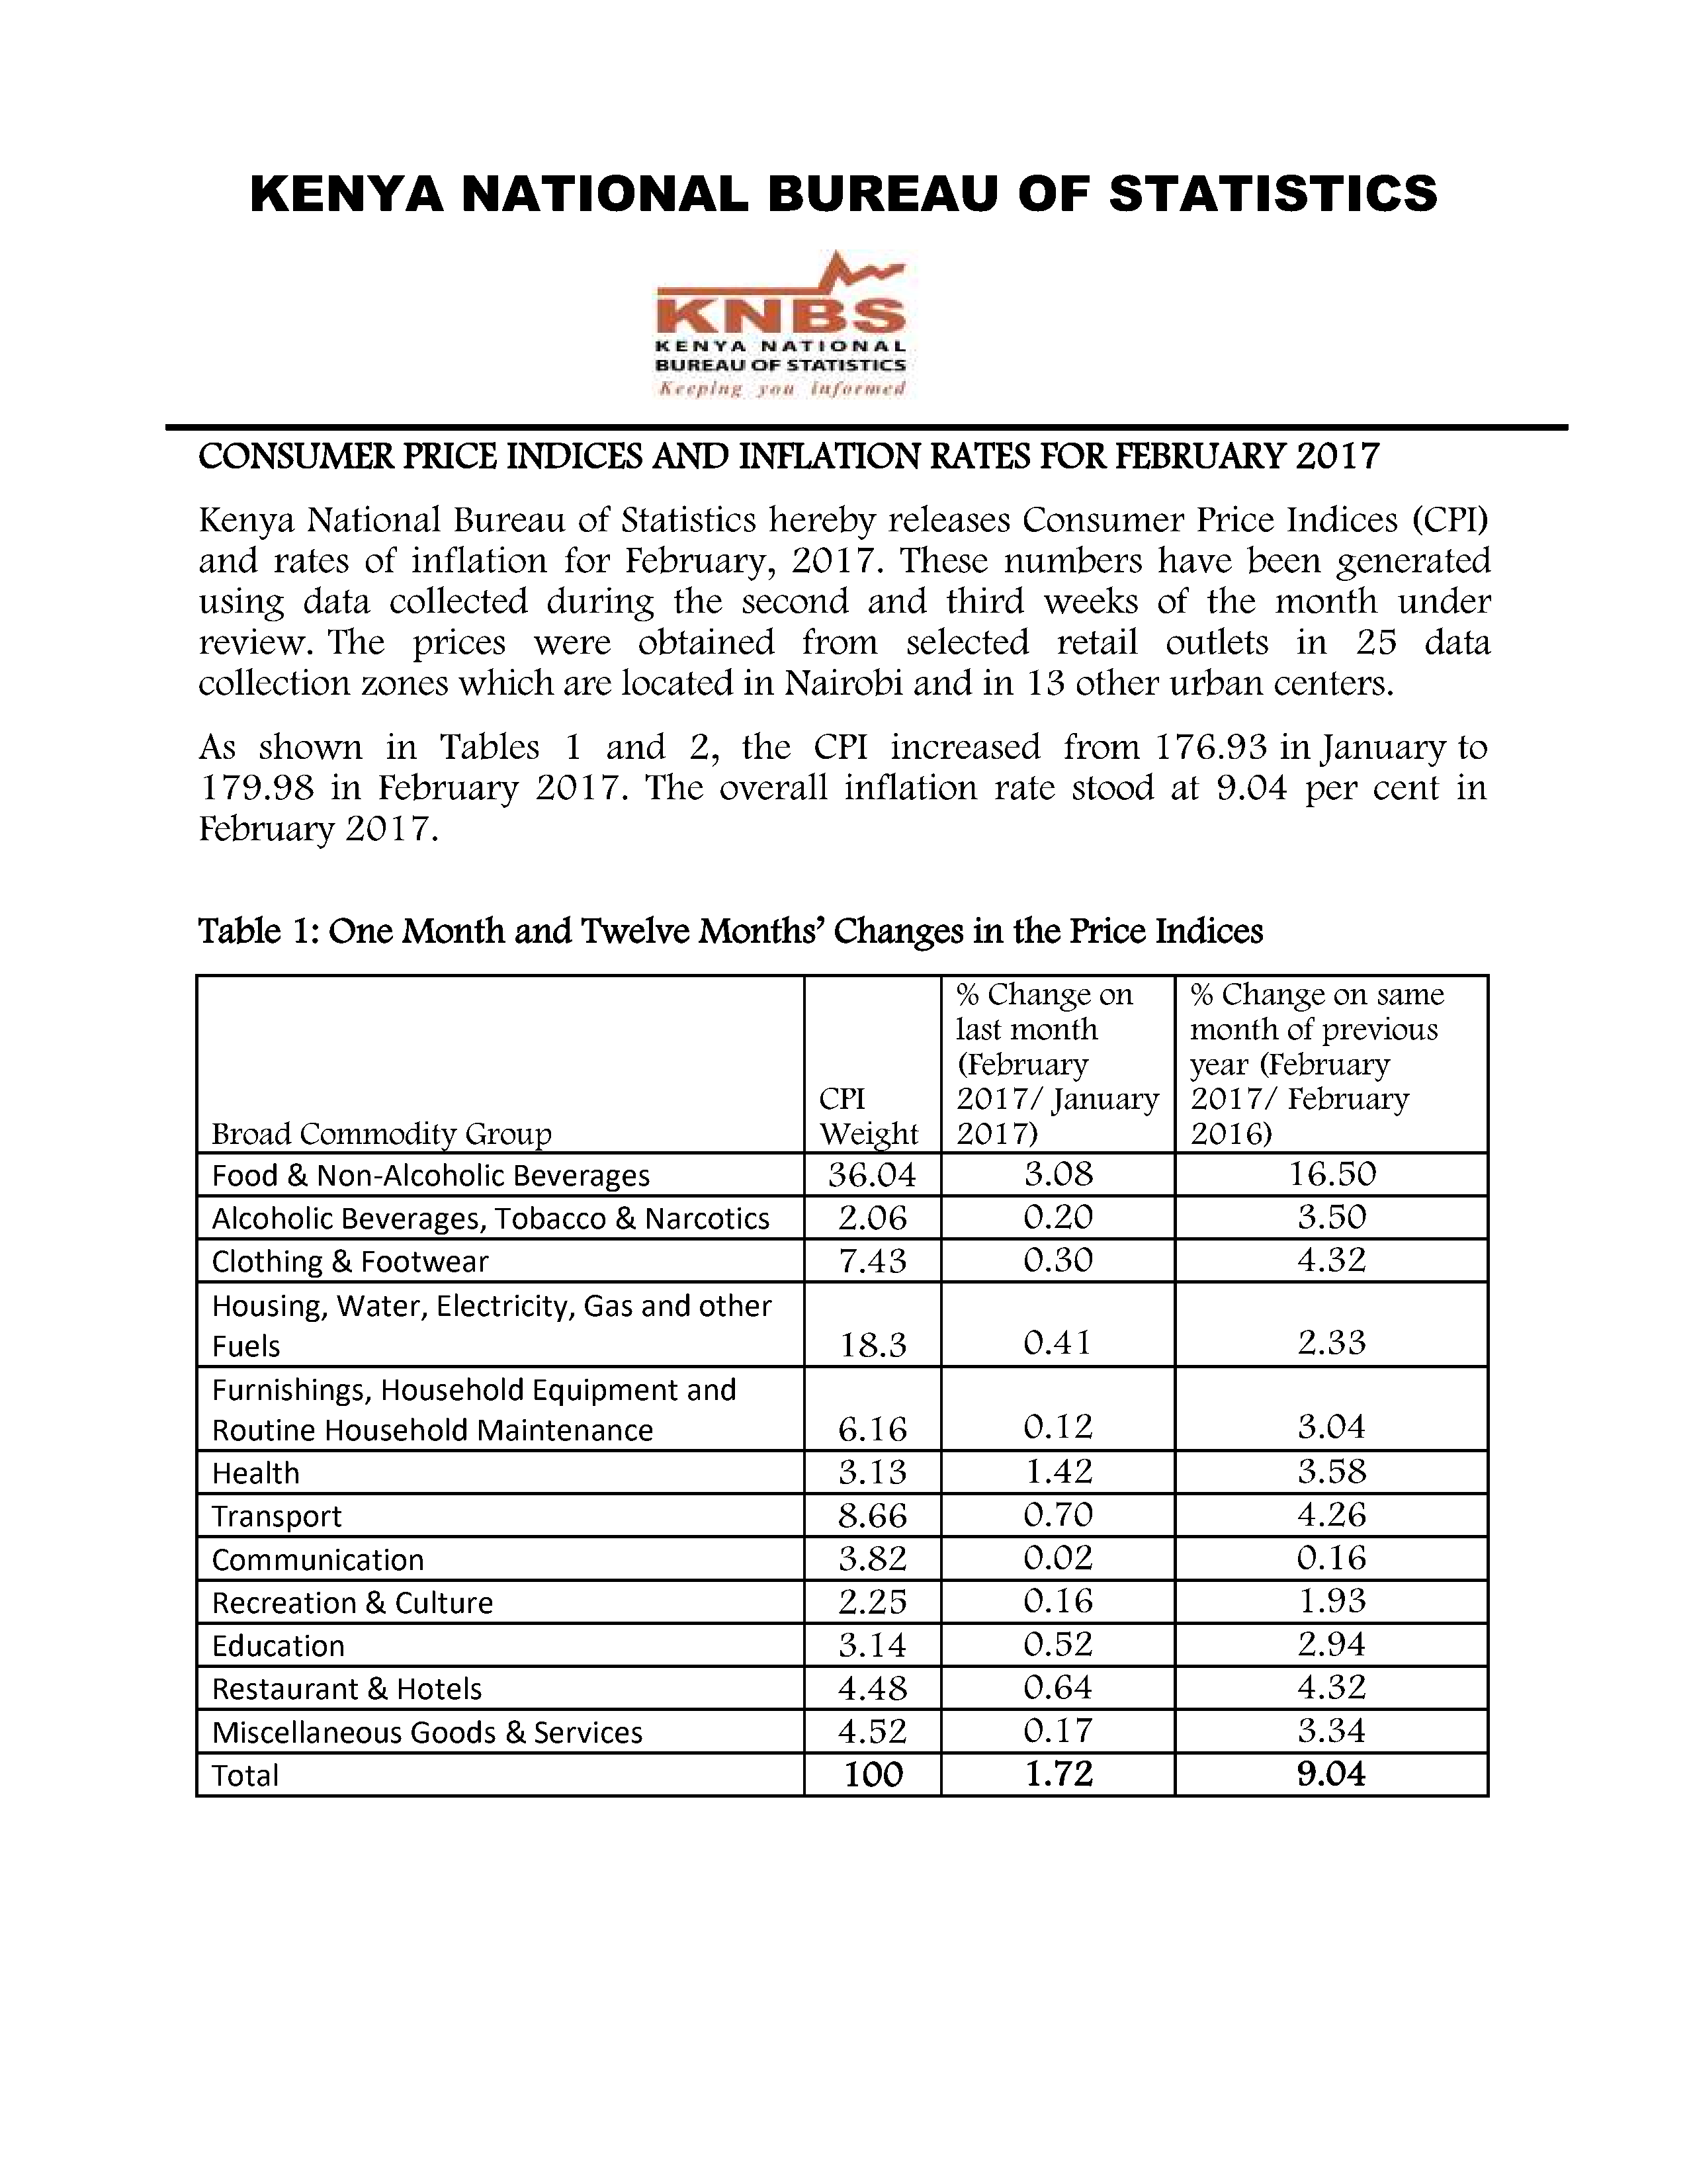 KENYA NATIONAL BUREAU OF STATISTICS
KNBS
KENYA NATIONAL
BUREAU OF STATISTICS
Keeping you informed
CONSUMER PRICE INDICES AND INFLATION RATES FOR FEBRUARY 2017
Kenya National Bureau of Statistics hereby releases Consumer Price Indices (CPI)
and rates of inflation for February, 2017. These numbers have been generated
using data collected during the second and third weeks of the month under
review. The prices were obtained from selected retail outlets in 25 data
collection zones which are located in Nairobi and in 13 other urban centers.
As shown in Tables 1 and 2, the CPI increased from 176.93 in January to
179.98 in February 2017. The overall inflation rate stood at 9.04 per cent in
February 2017.
Table 1: One Month and Twelve Months’ Changes in the Price Indices
Broad Commodity Group
CPI
Weight
% Change on
last month
(February
2017/ January
2017)
% Change on same
month of previous
year (February
2017/ February
2016)
Food & Non-Alcoholic Beverages 36.04 3.08 16.50
Alcoholic Beverages, Tobacco & Narcotics 2.06 0.20 3.50
Clothing & Footwear 7.43 0.30 4.32
Housing, Water, Electricity, Gas and other
Fuels 18.3 0.41 2.33
Furnishings, Household Equipment and
Routine Household Maintenance 6.16 0.12 3.04
Health 3.13 1.42 3.58
Transport 8.66 0.70 4.26
Communication 3.82 0.02 0.16
Recreation & Culture 2.25 0.16 1.93
Education 3.14 0.52 2.94
Restaurant & Hotels 4.48 0.64 4.32
Miscellaneous Goods & Services 4.52 0.17 3.34
Total 100 1.72 9.04